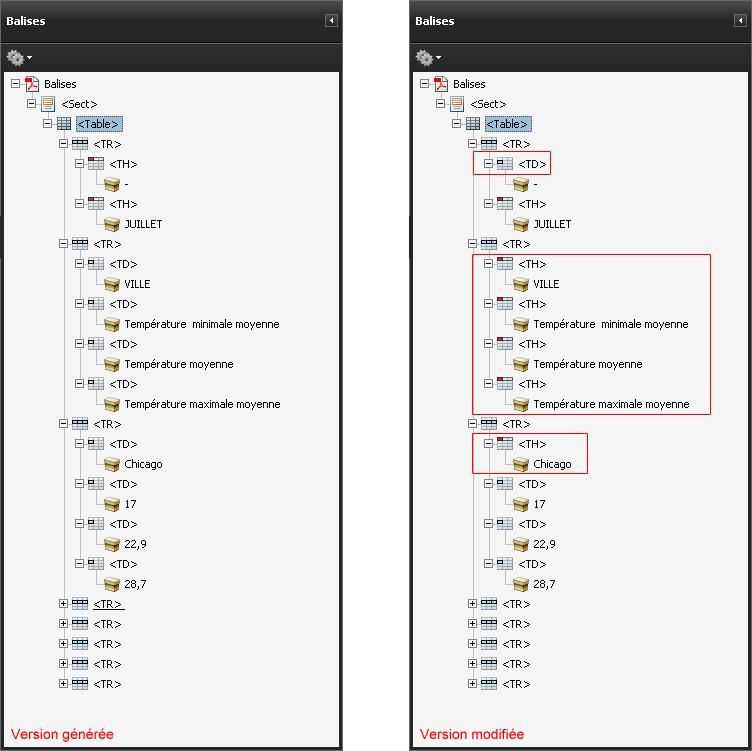 Balises
Balises
<Sect>
<Table>
<TR>
<TH>
-
<TH>
JUILLET
<TR>
<TD>
VILLE
<TD>
Température  minimale moyenne
<TD>
Température moyenne
<TD>
Température maximale moyenne
<TR>
<TD>
Chicago
<TD>
17
<TD>
22,9
<TD>
28,7
<TR>
<TR>
<TR>
<TR>
<TR>
Version générée
Balises
Balises
<Sect>
<Table>
<TR>
<TD>
-
<TH>
JUILLET
<TR>
<TH>
VILLE
<TH>
Température  minimale moyenne
<TH>
Température moyenne
<TH>
Température maximale moyenne
<TR>
<TH>
Chicago
<TD>
17
<TD>
22,9
<TD>
28,7
<TR>
<TR>
<TR>
<TR>
<TR>
Version modifiée